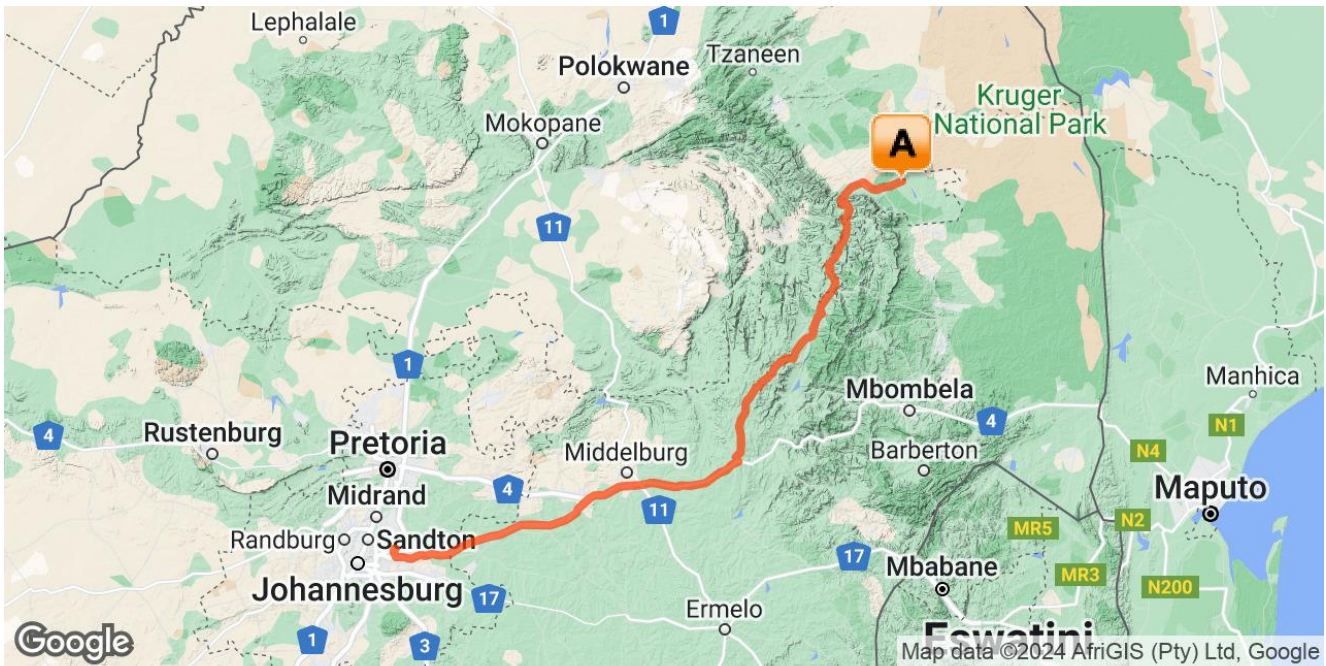 Lephalale
1
Tzaneen
Polokwane
Kruger
National Park
Mokopane
A
11
1
Manhica
Mbombela
4
N1
Rustenburg
4
Pretoria
Middelburg
Barberton
N4
4
Midrand
Maputo
11
Randburg
Sandton
MR5
N2
17
Johannesburg
Mbabane
MR3
N200
17
Ermelo
1
3
Eswatini
Google
Map data ©2024 AfriGIS (Pty) Ltd, Google